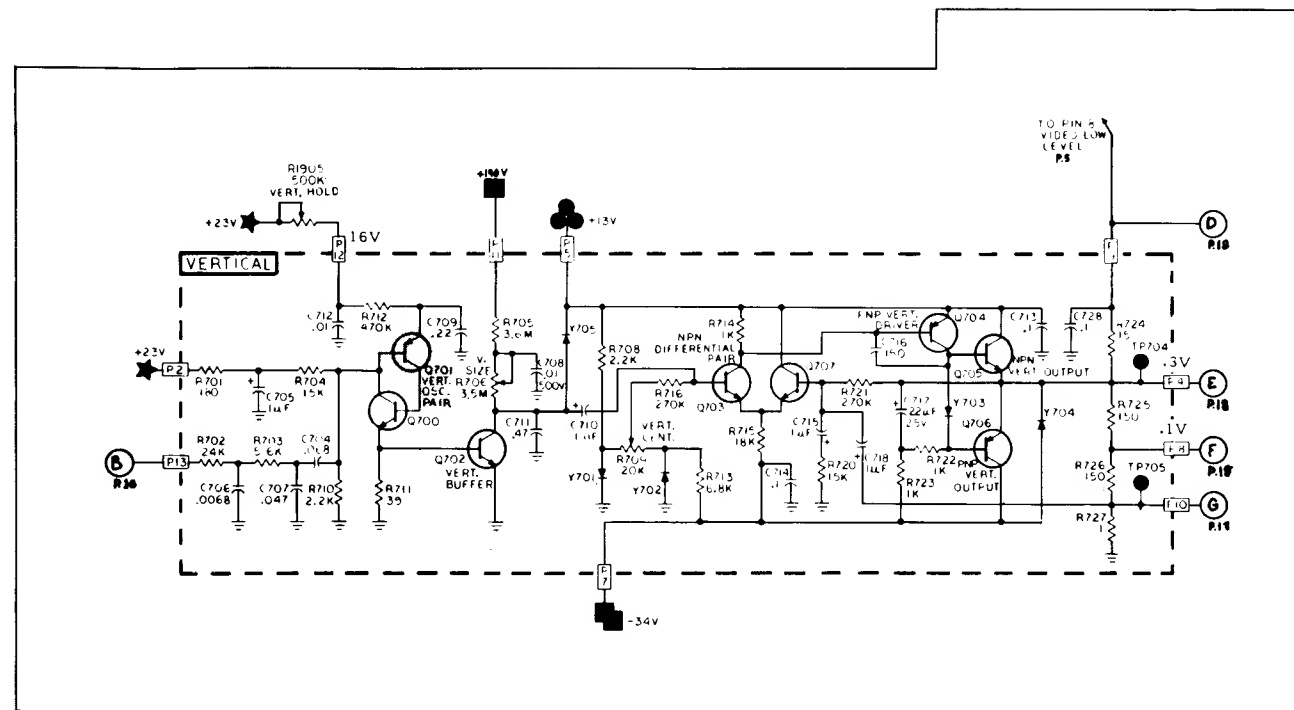 TO PIN 8
VIDEO LOW
LEVEL
P.5
R1905
500K
VERT. HOLD
+23V
P
12
16V
+13V
P
5
D
P.18
VERTICAL
C712
.01
R712
470K
C709
.22
Q701
VERT.
OSC.
PAIR
Q700
R705
3.6M
V.
SIZE
R706
3.5M
C708
.01
500V
Y705
R708
2.2K
R714
1K
NPN
DIFFERENTIAL
PAIR
PNP VERT.
DRIVER
Q704
C716
150
Q705
NPN
VERT OUTPUT
C713
.1
C728
.1
R724
15
TP704
.3V
P4
E
P.18
+23V
P2
R701
180
C705
1uF
R704
15K
R716
270K
Q703
Q707
R721
270K
C717
22uF
25V
Y703
Q706
Y704
R725
150
.1V
P8
F
B
P13
R702
24K
R703
5.6K
C704
.0068
C706
.0068
C707
.047
R710
2.2K
R711
39
Q702
VERT.
BUFFER
C711
.47
C710
1uF
VERT.
CENT.
R709
20K
Y701
Y702
R713
6.8K
R715
18K
C714
.1
C715
1uF
R720
15K
C718
1uF
R722
1K
R723
1K
PNP
VERT.
OUTPUT
R726
150
TP705
P10
G
R727
1
P
7
-34V